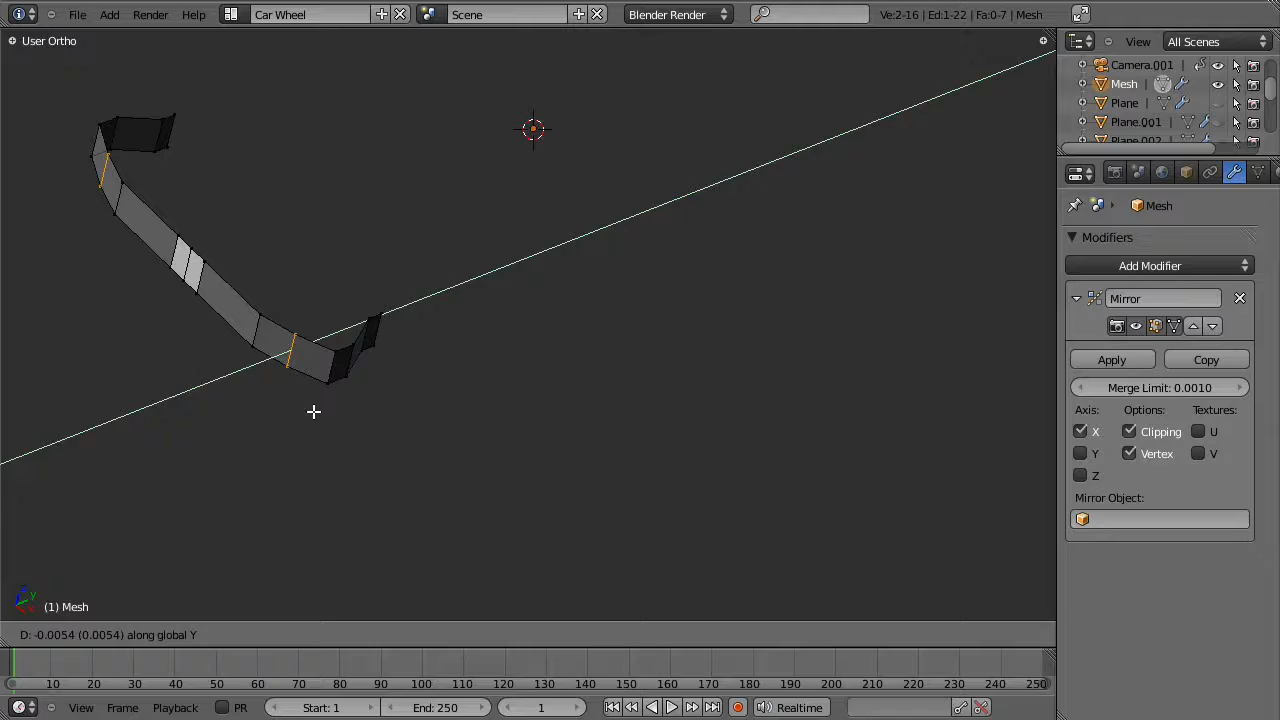 File Add Render Help Car Wheel Scene Blender Render Ve:2-16 | Ed:1-22 | Fa:0-7 | Mesh
User Ortho
View All Scenes
Camera.001
Mesh
Plane
Plane.001
Plane.002
Mesh
Modifiers
Add Modifier
Mirror
Apply Copy
Merge Limit: 0.0010
Axis: Options: Textures:
X Clipping U
Y Vertex V
Z
Mirror Object:
z y x
(1) Mesh
D: -0.0054 (0.0054) along global Y
10 20 30 40 50 60 70 80 90 100 110 120 130 140 150 160 170 180 190 200 210 220 230 240 250
View Frame Playback PR Start: 1 End: 250 1 Realtime